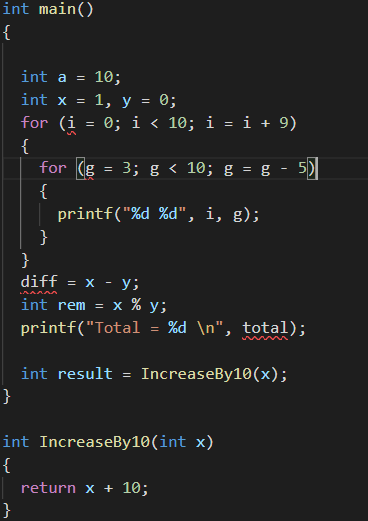 int main()
{
int a = 10;
int x = 1, y = 0;
for (i = 0; i < 10; i = i + 9)
{
for (g = 3; g < 10; g = g - 5)
{
printf("%d %d", i, g);
}
}
diff = x - y;
int rem = x % y;
printf("Total = %d \n", total);
int result = IncreaseBy10(x);
}
int IncreaseBy10(int x)
{
return x + 10;
}